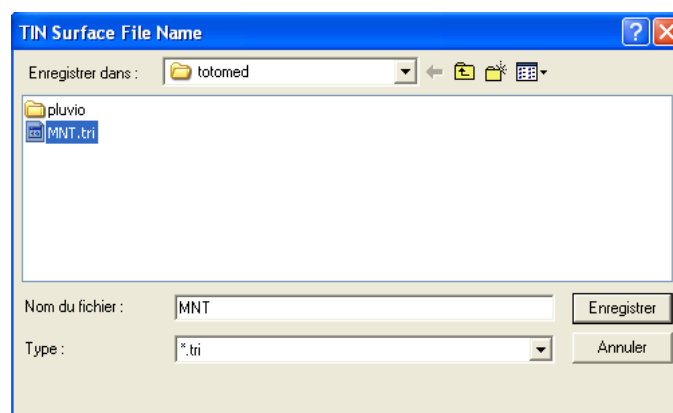 TIN Surface File Name
Enregistrer dans : totomed
pluvio
MNT.tri
Nom du fichier : MNT Enregistrer
Type : *.tri Annuler